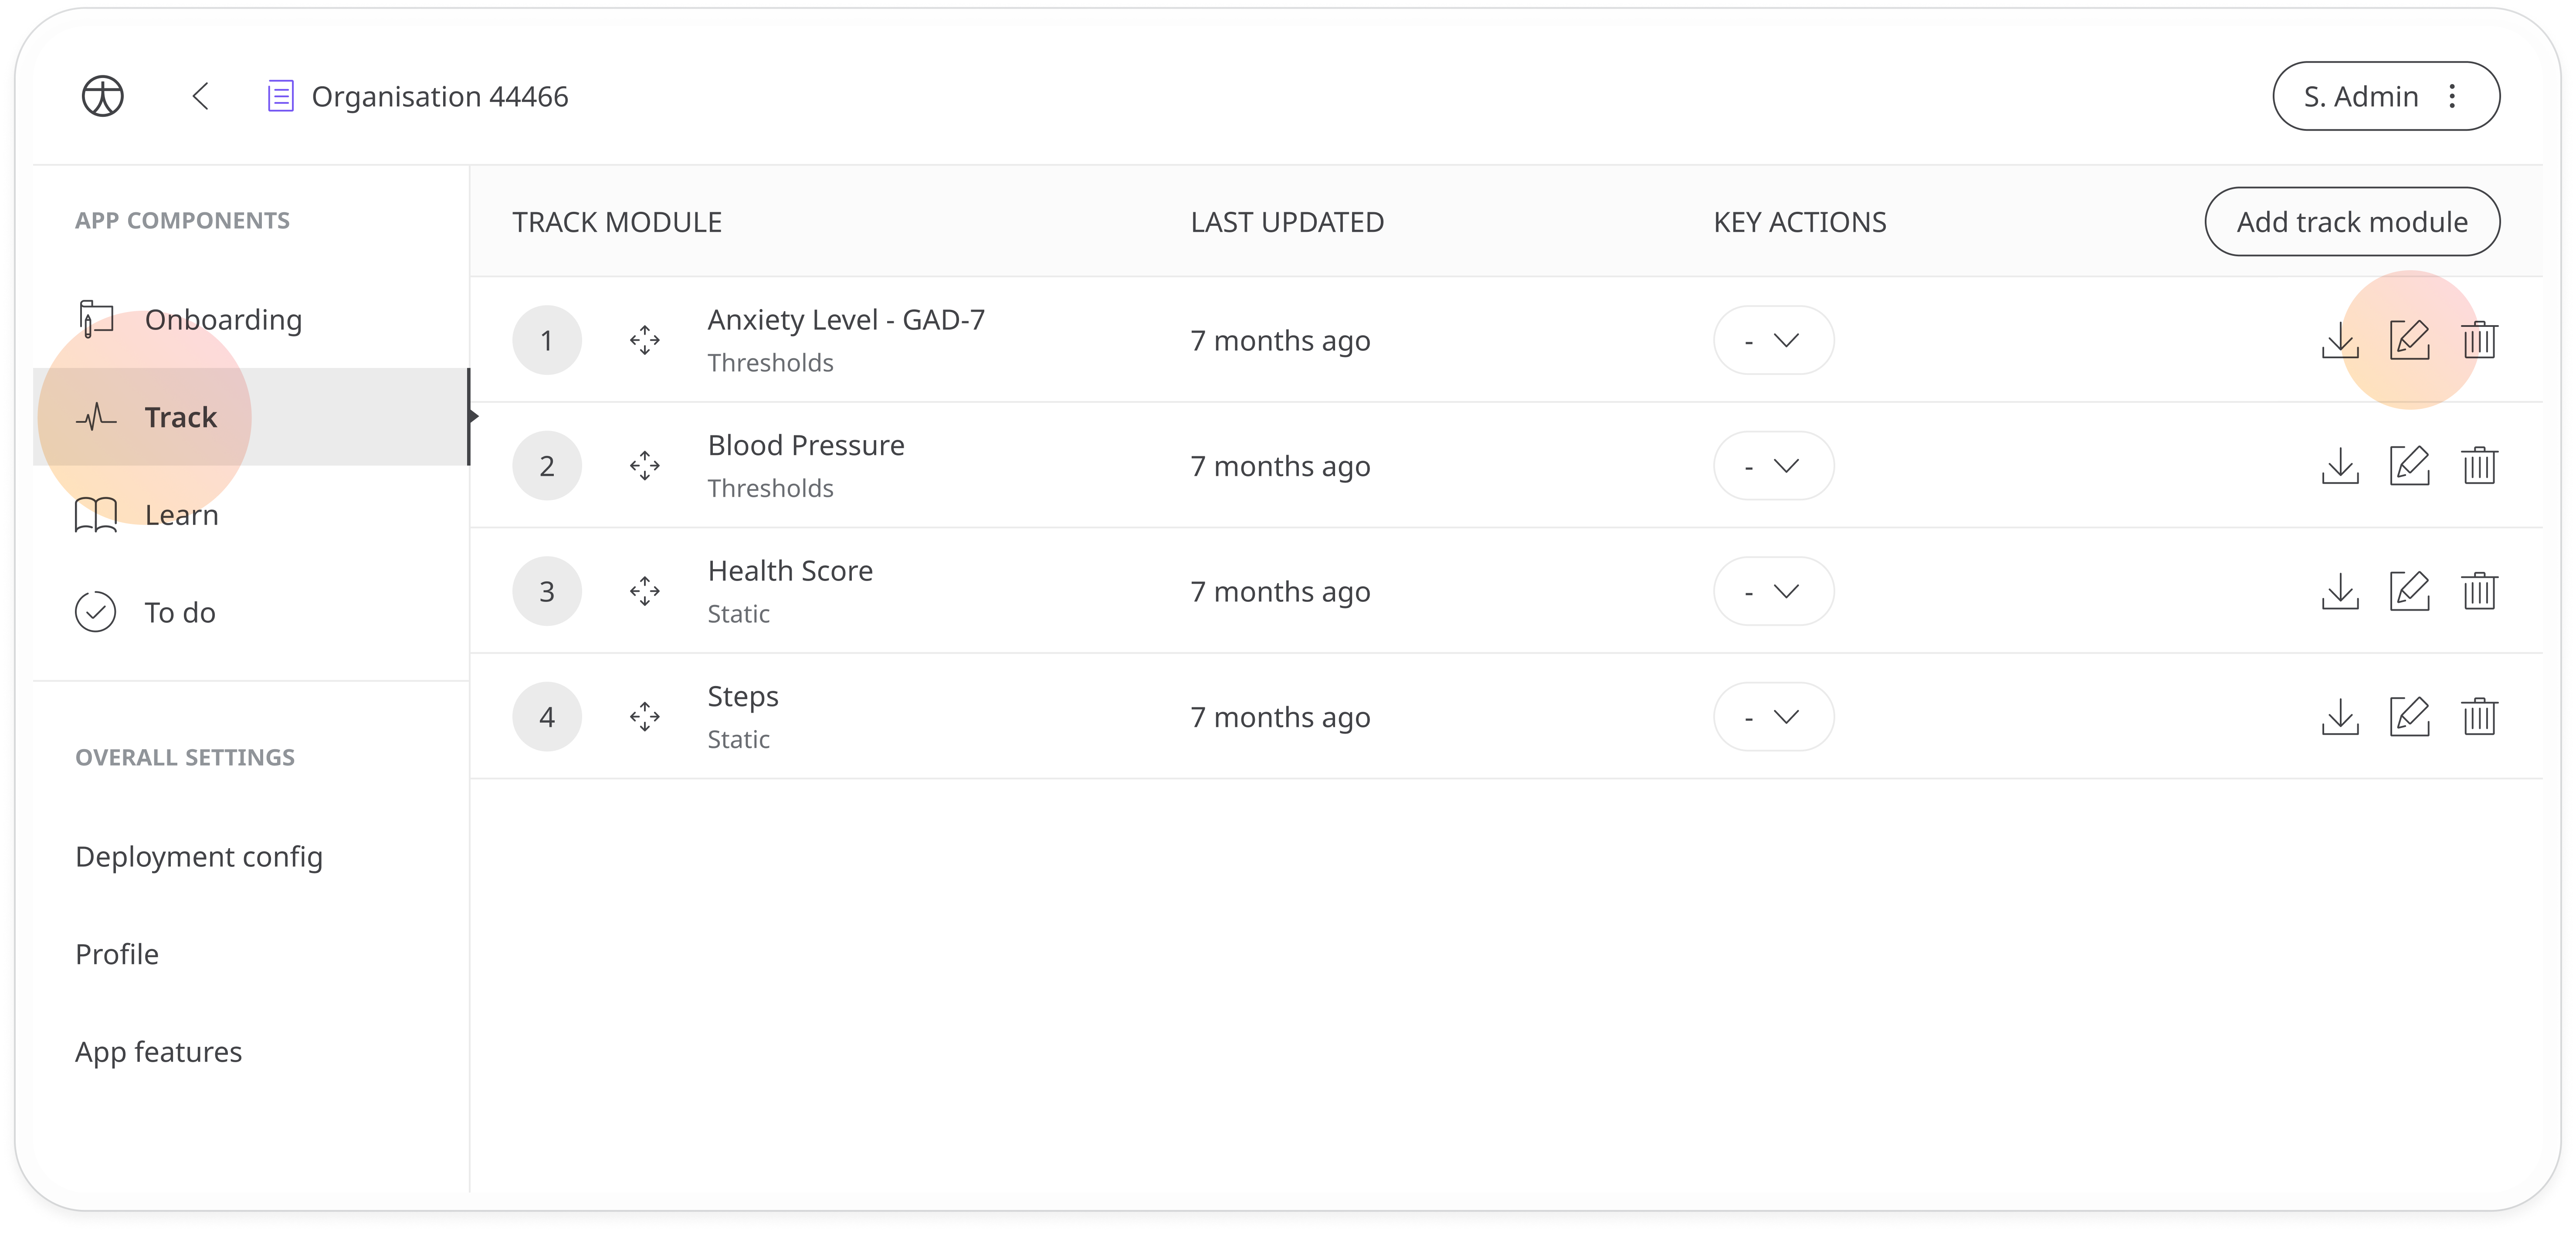 Organisation 44466
S. Admin
APP COMPONENTS
Onboarding
Track
Learn
To do
OVERALL SETTINGS
Deployment config
Profile
App features
TRACK MODULE
LAST UPDATED
KEY ACTIONS
Add track module
1
Anxiety Level - GAD-7
Thresholds
7 months ago
-
2
Blood Pressure
Thresholds
7 months ago
-
3
Health Score
Static
7 months ago
-
4
Steps
Static
7 months ago
-